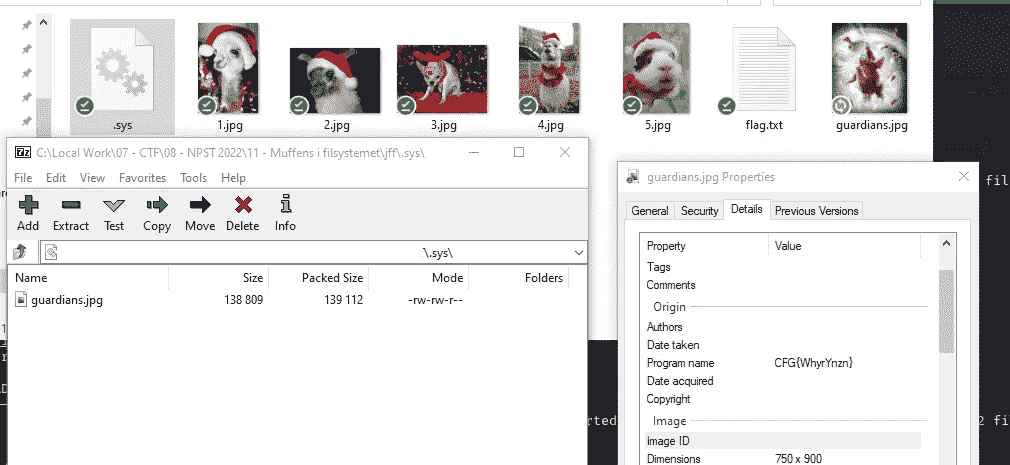 .sys
1.jpg
2.jpg
3.jpg
4.jpg
5.jpg
flag.txt
guardians.jpg
C:\Local Work\07 - CTF\08 - NPST 2022\11 - Muffens i filsystemet\jff\.sys\
File Edit View Favorites Tools Help
Add Extract Test Copy Move Delete Info
\.sys\
Name Size Packed Size Mode Folders
guardians.jpg 138 809 139 112 -rw-rw-r--
guardians.jpg Properties
General Security Details Previous Versions
Property Value
Tags
Comments
Origin
Authors
Date taken
Program name CFG{WhyrYnzn}
Date acquired
Copyright
Image
Image ID
Dimensions 750 x 900
fil
rted
2 fil